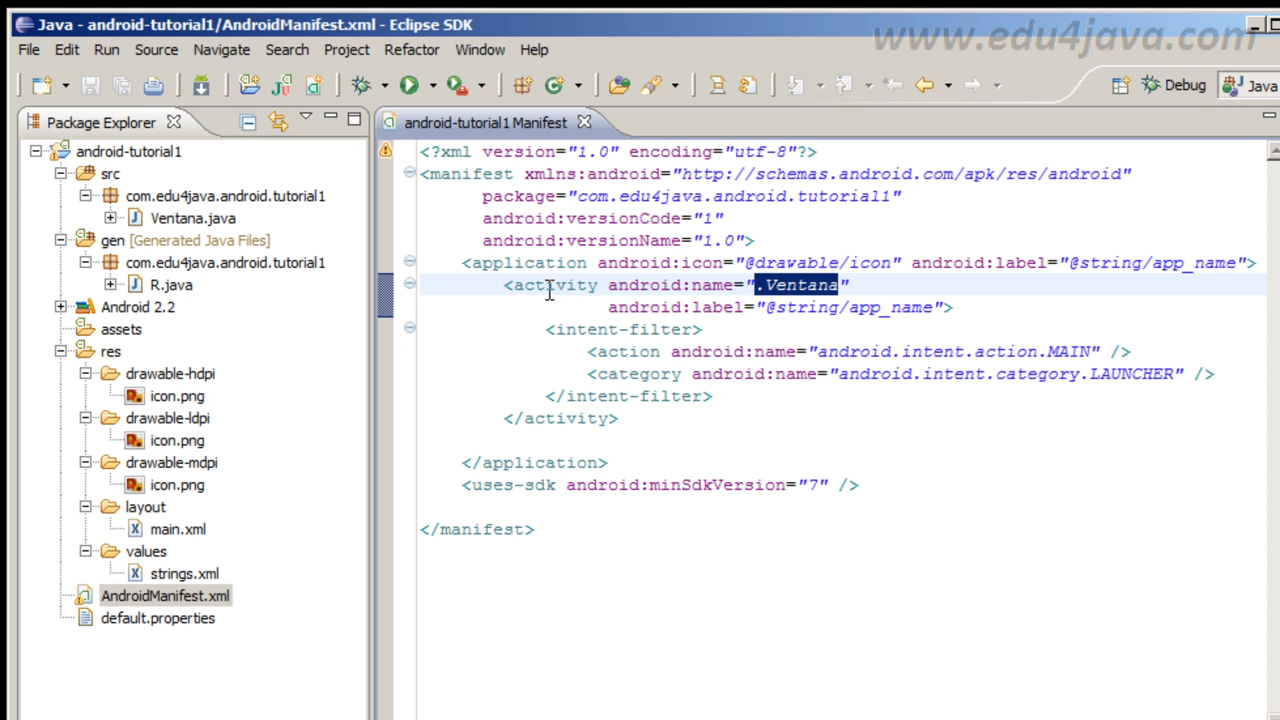 Java - android-tutorial1/AndroidManifest.xml - Eclipse SDK
www.edu4java.com
File Edit Run Source Navigate Search Project Refactor Window Help
Debug Java
Package Explorer
android-tutorial1
src
com.edu4java.android.tutorial1
Ventana.java
gen [Generated Java Files]
com.edu4java.android.tutorial1
R.java
Android 2.2
assets
res
drawable-hdpi
icon.png
drawable-ldpi
icon.png
drawable-mdpi
icon.png
layout
main.xml
values
strings.xml
AndroidManifest.xml
default.properties
android-tutorial1 Manifest
<?xml version="1.0" encoding="utf-8"?>
<manifest xmlns:android="http://schemas.android.com/apk/res/android"
package="com.edu4java.android.tutorial1"
android:versionCode="1"
android:versionName="1.0">
<application android:icon="@drawable/icon" android:label="@string/app_name">
<activity android:name=".Ventana"
android:label="@string/app_name">
<intent-filter>
<action android:name="android.intent.action.MAIN" />
<category android:name="android.intent.category.LAUNCHER" />
</intent-filter>
</activity>
</application>
<uses-sdk android:minSdkVersion="7" />
</manifest>